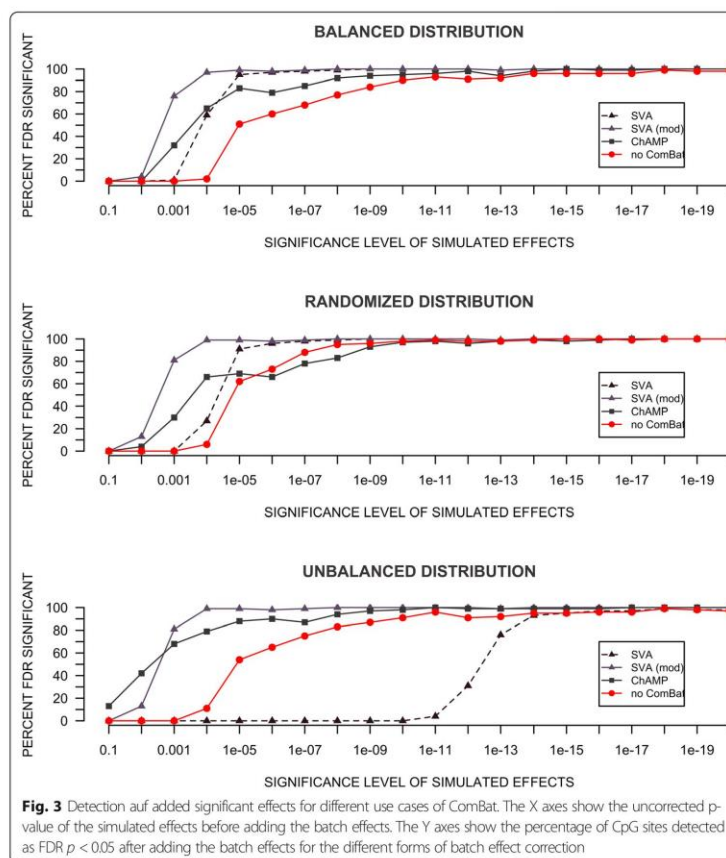 BALANCED DISTRIBUTION
PERCENT FDR SIGNIFICANT
100
80
60
40
20
0
SVA
SVA (mod)
ChAMP
no ComBat
0.1 0.001 1e-05 1e-07 1e-09 1e-11 1e-13 1e-15 1e-17 1e-19
SIGNIFICANCE LEVEL OF SIMULATED EFFECTS
RANDOMIZED DISTRIBUTION
PERCENT FDR SIGNIFICANT
100
80
60
40
20
0
SVA
SVA (mod)
ChAMP
no ComBat
0.1 0.001 1e-05 1e-07 1e-09 1e-11 1e-13 1e-15 1e-17 1e-19
SIGNIFICANCE LEVEL OF SIMULATED EFFECTS
UNBALANCED DISTRIBUTION
PERCENT FDR SIGNIFICANT
100
80
60
40
20
0
SVA
SVA (mod)
ChAMP
no ComBat
0.1 0.001 1e-05 1e-07 1e-09 1e-11 1e-13 1e-15 1e-17 1e-19
SIGNIFICANCE LEVEL OF SIMULATED EFFECTS
Fig. 3 Detection auf added significant effects for different use cases of ComBat. The X axes show the uncorrected p-
value of the simulated effects before adding the batch effects. The Y axes show the percentage of CpG sites detected
as FDR p < 0.05 after adding the batch effects for the different forms of batch effect correction